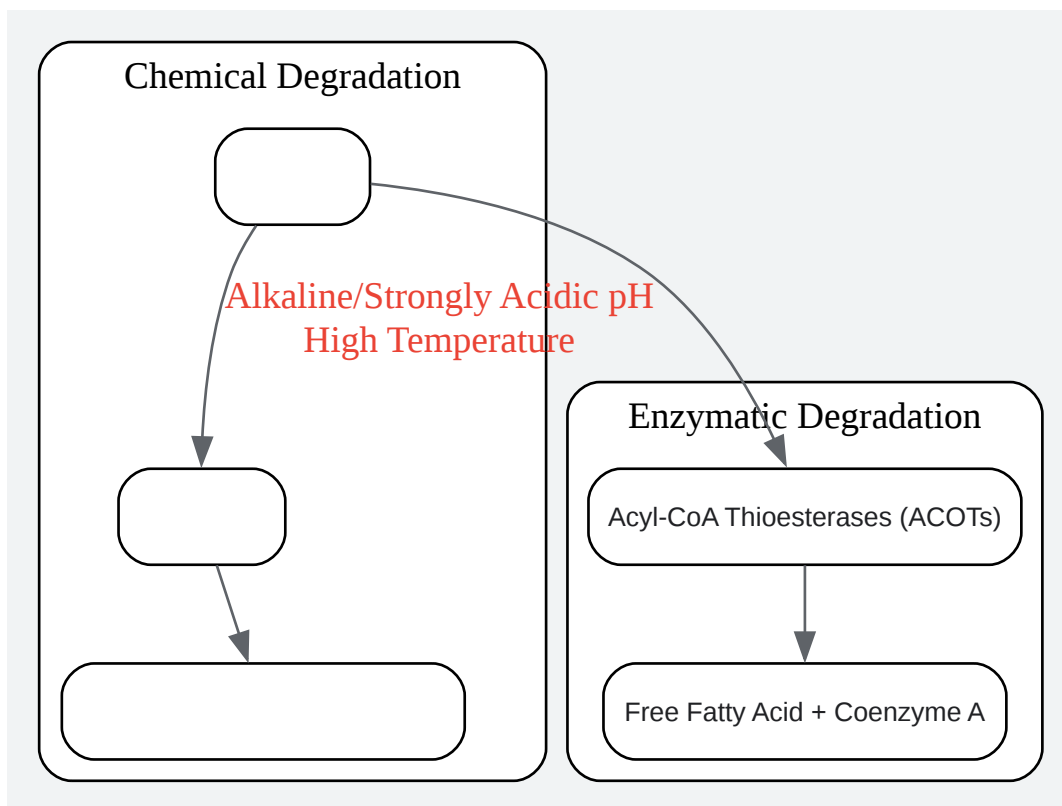 Chemical Degradation
Alkaline/Strongly Acidic pH
High Temperature
Enzymatic Degradation
Acyl-CoA Thioesterases (ACOTs)
Free Fatty Acid + Coenzyme A